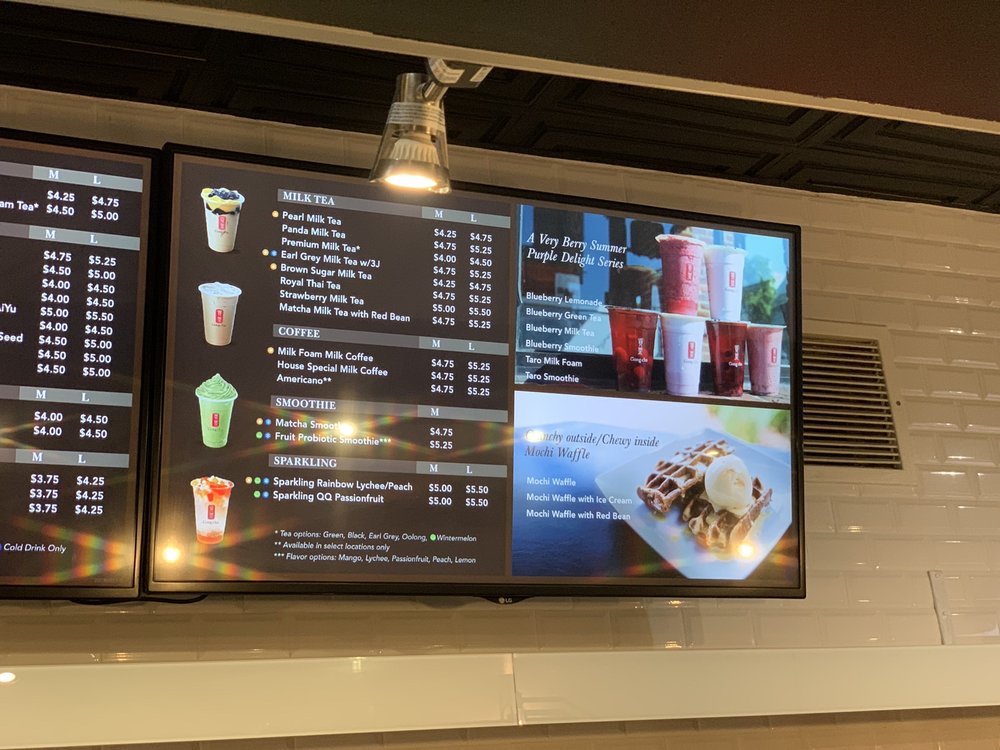 M L
$4.25 $4.75
am Tea* $4.50 $5.00
M L
$4.75 $5.25
$4.50 $5.00
$4.00 $4.50
$4.50 $5.00
iYu $5.00 $5.50
$4.00 $4.50
Seed $4.50 $5.00
$4.50 $5.00
$4.50 $5.00
M L
$4.00 $4.50
$4.00 $4.50
M L
$3.75 $4.25
$3.75 $4.25
$3.75 $4.25
Cold Drink Only
MILK TEA M L
Pearl Milk Tea $4.25 $4.75
Panda Milk Tea $4.75 $5.25
Premium Milk Tea* $4.00 $4.50
Earl Grey Milk Tea w/3J $4.75 $5.25
Brown Sugar Milk Tea $4.25 $4.75
Royal Thai Tea $4.75 $5.25
Strawberry Milk Tea $5.00 $5.50
Matcha Milk Tea with Red Bean $4.75 $5.25
COFFEE M L
Milk Foam Milk Coffee $4.75 $5.25
House Special Milk Coffee $4.75 $5.25
Americano** $4.75 $5.25
SMOOTHIE M
Matcha Smoothie $4.75
Fruit Probiotic Smoothie*** $5.25
SPARKLING M L
Sparkling Rainbow Lychee/Peach $5.00 $5.50
Sparkling QQ Passionfruit $5.00 $5.50
* Tea options: Green, Black, Earl Grey, Oolong, Wintermelon
** Available in select locations only
*** Flavor options: Mango, Lychee, Passionfruit, Peach, Lemon
A Very Berry Summer
Purple Delight Series
Blueberry Lemonade
Blueberry Green Tea
Blueberry Milk Tea
Blueberry Smoothie
Taro Milk Foam
Taro Smoothie
Crunchy outside/Chewy inside
Mochi Waffle
Mochi Waffle
Mochi Waffle with Ice Cream
Mochi Waffle with Red Bean
LG